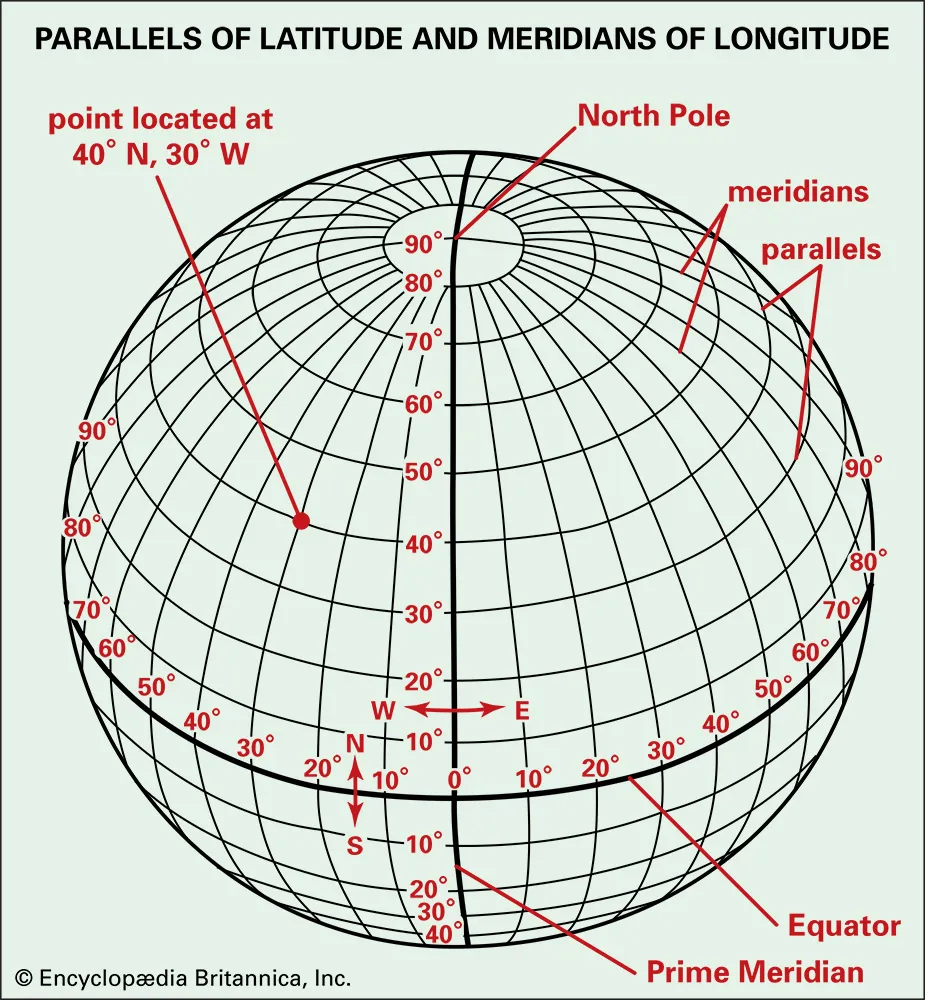 PARALLELS OF LATITUDE AND MERIDIANS OF LONGITUDE
point located at
40° N, 30° W
North Pole
meridians
parallels
90°
80°
70°
60°
50°
40°
30°
20°
10°
90°
80°
70°
60°
50°
40°
30°
20°
10°
0°
10°
20°
30°
40°
50°
60°
70°
80°
90°
W
E
N
S
10°
20°
30°
40°
Equator
Prime Meridian
© Encyclopædia Britannica, Inc.